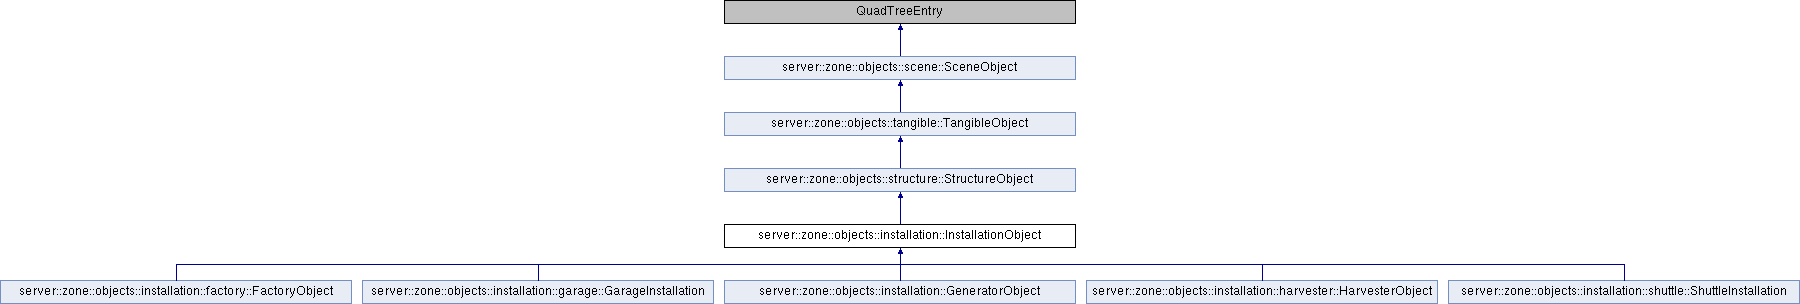 QuadTreeEntry
server::zone::objects::scene::SceneObject
server::zone::objects::tangible::TangibleObject
server::zone::objects::structure::StructureObject
server::zone::objects::installation::InstallationObject
server::zone::objects::installation::factory::FactoryObject
server::zone::objects::installation::garage::GarageInstallation
server::zone::objects::installation::GeneratorObject
server::zone::objects::installation::harvester::HarvesterObject
server::zone::objects::installation::shuttle::ShuttleInstallation